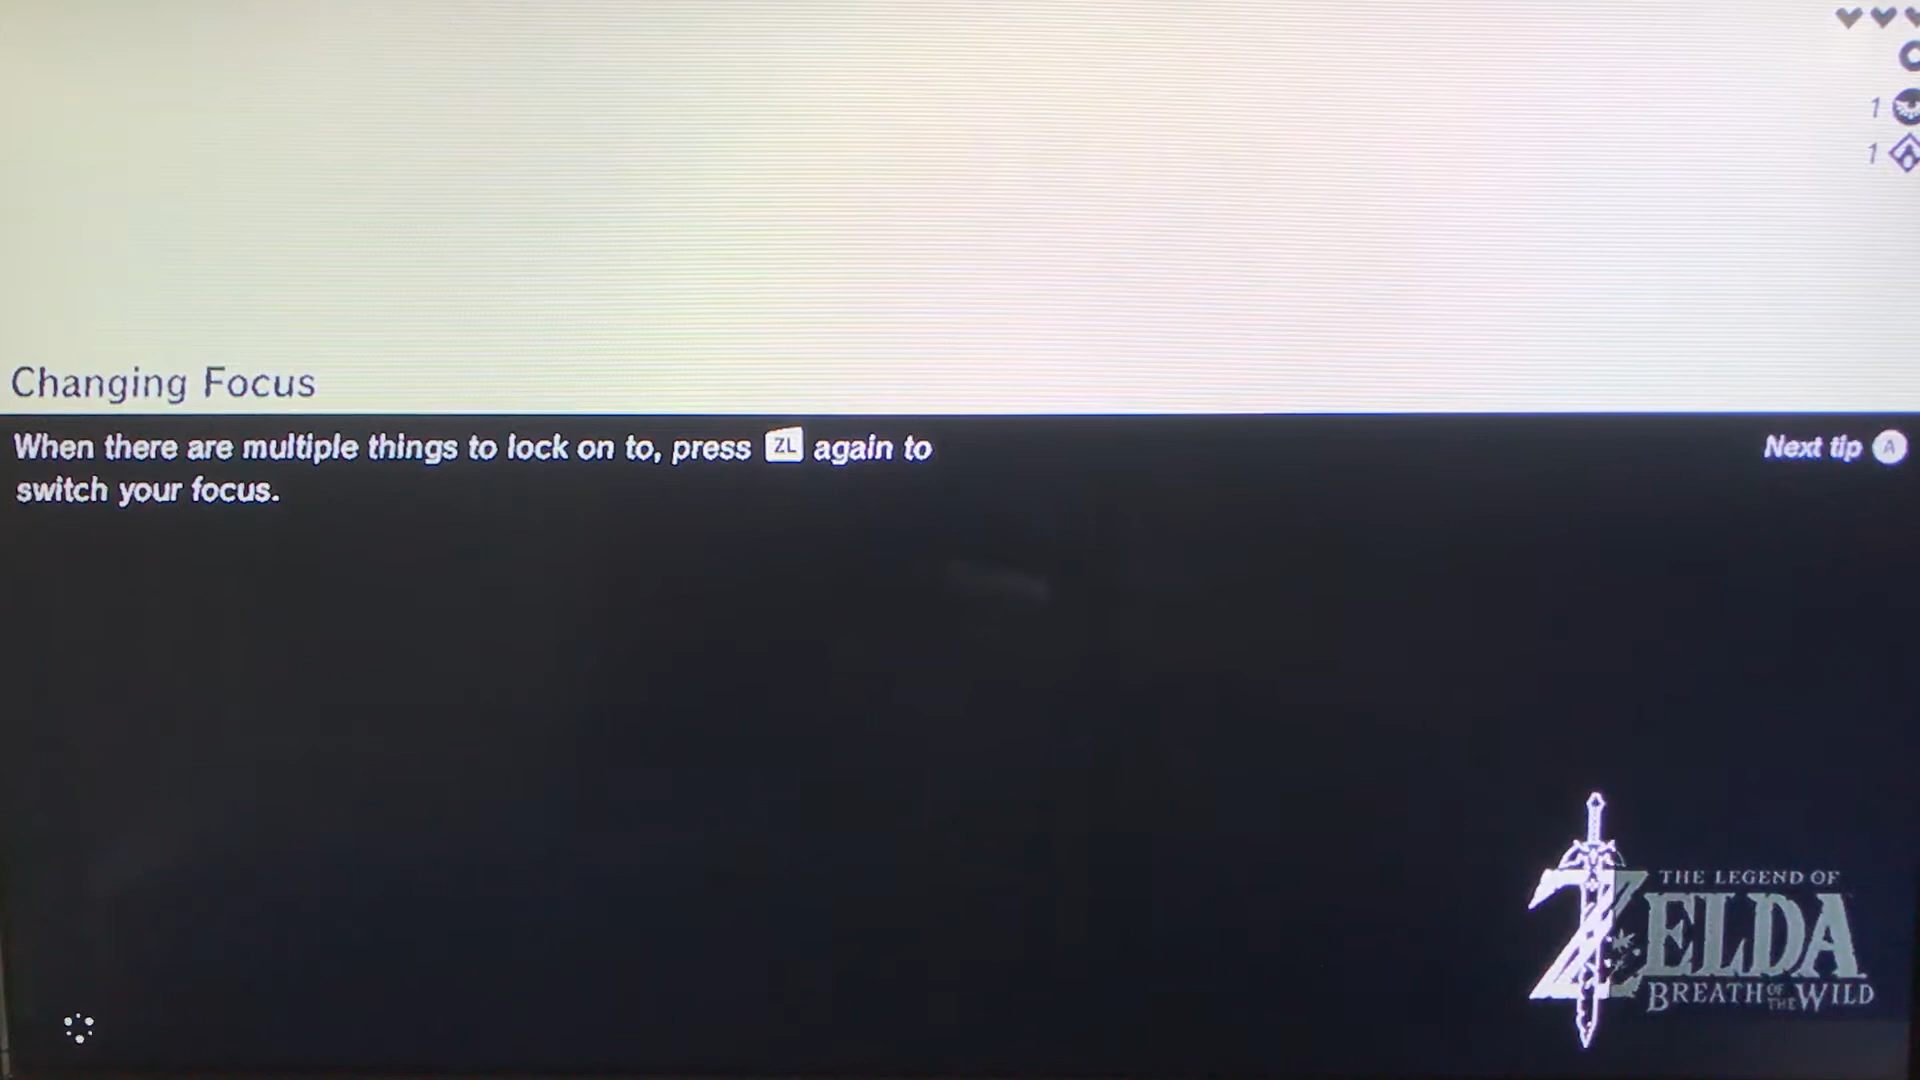 1
1
Changing Focus
When there are multiple things to lock on to, press ZL again to
switch your focus.
Next tip A
THE LEGEND OF
ZELDA
BREATH OF THE WILD